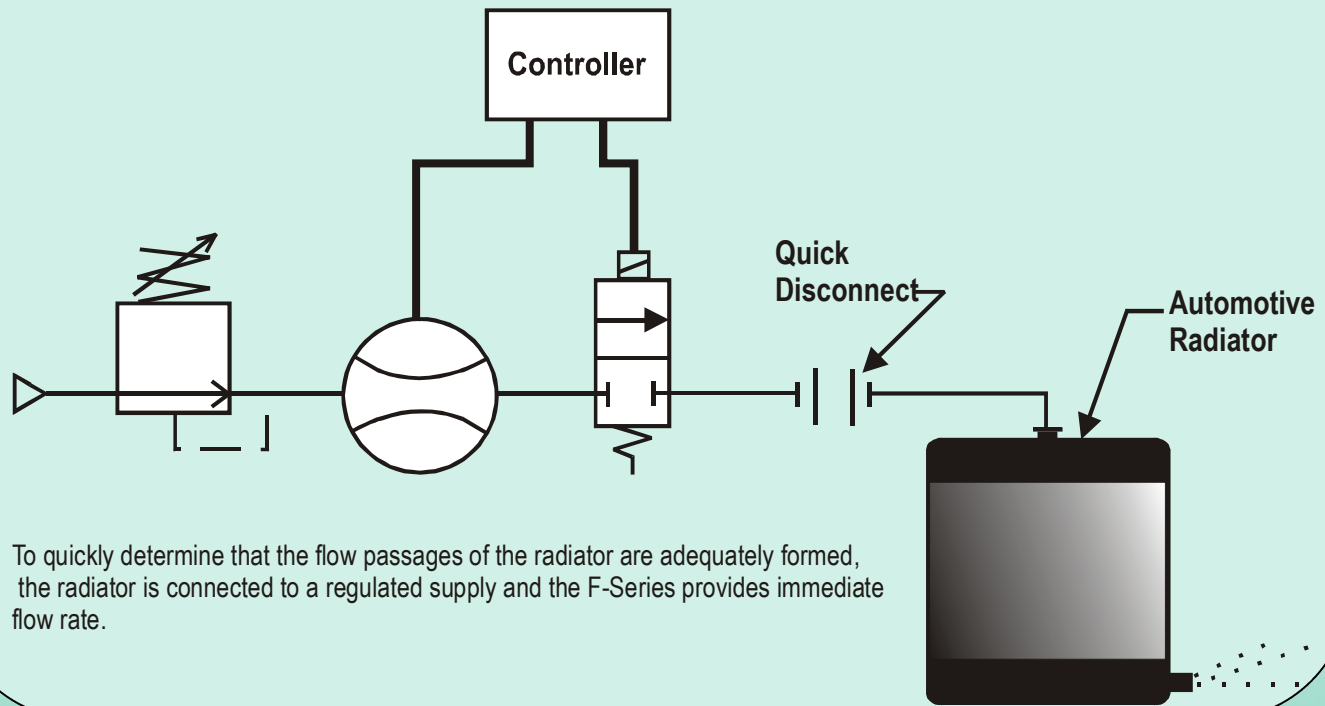 Controller
Quick
Disconnect
Automotive
Radiator
To quickly determine that the flow passages of the radiator are adequately formed,
the radiator is connected to a regulated supply and the F-Series provides immediate
flow rate.